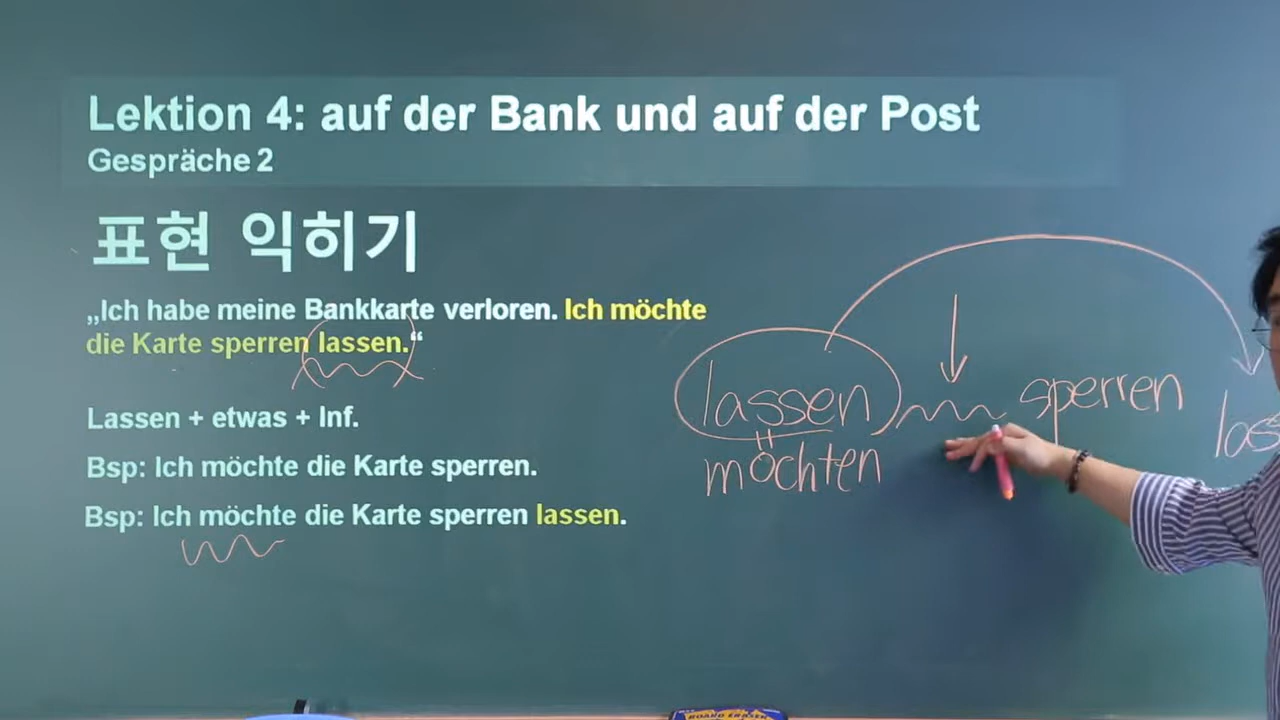 Lektion 4: auf der Bank und auf der Post
Gespräche 2
표현 익히기
„Ich habe meine Bankkarte verloren. Ich möchte
die Karte sperren lassen.“
Lassen + etwas + Inf.
Bsp: Ich möchte die Karte sperren.
Bsp: Ich möchte die Karte sperren lassen.
lassen sperren
möchten
BOARD ERASER